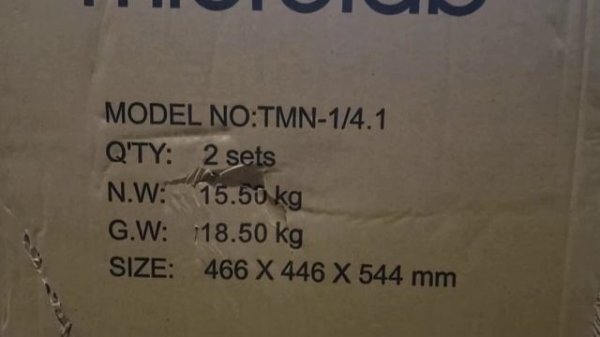 microlab
MODEL NO:TMN-1/4.1
Q'TY: 2 sets
N.W: 15.50 kg
G.W: 18.50 kg
SIZE: 466 X 446 X 544 mm